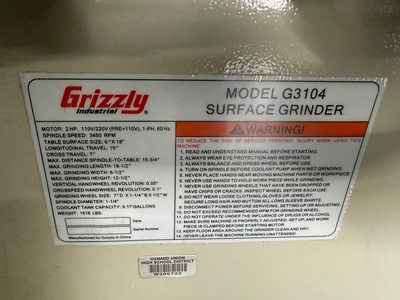 Grizzly
Industrial
MODEL G3104
SURFACE GRINDER
MOTOR: 2 HP, 110V/220V (PRE=110V), 1-PH, 60 Hz
SPINDLE SPEED: 3450 RPM
TABLE SURFACE SIZE: 6" X 18"
LONGITUDINAL TRAVEL: 19"
CROSS TRAVEL: 7"
MAX. DISTANCE SPINDLE-TO-TABLE: 15-3/4"
MAX. GRINDING LENGTH: 18-1/2"
MAX. GRINDING WIDTH: 6-1/2"
MAX. GRINDING HEIGHT: 12-1/2"
VERTICAL HANDWHEEL REVOLUTION: 0.05"
CROSSFEED HANDWHEEL REVOLUTION: 0.1"
GRINDING WHEEL SIZE: 7" D X 1-1/4" B X 1/2" W
SPINDLE DIAMETER: 1-1/4"
COOLANT TANK CAPACITY: 9.17 GALLONS
WEIGHT: 1516 LBS.
DATE
S/N
Manufactured for Grizzly in China
WARNING!
TO REDUCE THE RISK OF SERIOUS PERSONAL INJURY WHEN USING THIS
MACHINE:
1. READ AND UNDERSTAND MANUAL BEFORE STARTING.
2. ALWAYS WEAR EYE PROTECTION AND RESPIRATOR.
3. ALWAYS BALANCE AND DRESS WHEEL BEFORE USE.
4. TURN ON SPINDLE BEFORE COOLANT PUMP WHEN WET GRINDING.
5. NEVER PLACE HANDS NEAR MOVING MACHINE PARTS OR WORKPIECE.
6. NEVER USE HANDS TO HOLD WORKPIECE WHILE GRINDING.
7. NEVER USE GRINDING WHEELS THAT HAVE BEEN DROPPED OR
HAVE CHIPS OR CRACKS. INSPECT WHEELS BEFORE EACH USE.
8. DO NOT WEAR LOOSE CLOTHING, GLOVES OR JEWELRY AND
SECURE LONG HAIR AND BUTTON ALL LONG SLEEVE SHIRTS.
9. DISCONNECT POWER BEFORE SERVICING, SETTING UP OR ADJUSTING.
10. DO NOT EXCEED RECOMMENDED RPM FOR GRINDING WHEEL.
11. DO NOT OPERATE UNDER THE INFLUENCE OF DRUGS OR ALCOHOL.
12. MAKE SURE MACHINE IS PROPERLY ADJUSTED, SET UP, AND WORK
PIECE IS CLAMPED BEFORE STARTING MOTOR.
13. KEEP FLOOR AREA AROUND THE GRINDER CLEAN AND DRY.
14. NEVER LEAVE THE MACHINE RUNNING UNATTENDED.
OXNARD UNION
HIGH SCHOOL DISTRICT